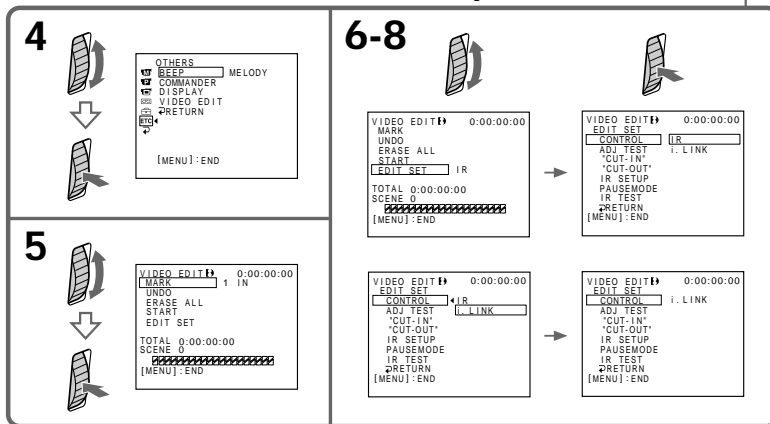 4
OTHERS
BEEP MELODY
COMMANDER
DISPLAY
VIDEO EDIT
RETURN
ETC
[MENU]:END
5
VIDEO EDIT 0:00:00:00
MARK 1 IN
UNDO
ERASE ALL
START
EDIT SET
TOTAL 0:00:00:00
SCENE 0
[MENU]:END
6-8
VIDEO EDIT 0:00:00:00
MARK
UNDO
ERASE ALL
START
EDIT SET IR
TOTAL 0:00:00:00
SCENE 0
[MENU]:END
VIDEO EDIT 0:00:00:00
EDIT SET
CONTROL IR
ADJ TEST i.LINK
"CUT-IN"
"CUT-OUT"
IR SETUP
PAUSEMODE
IR TEST
RETURN
[MENU]:END
VIDEO EDIT 0:00:00:00
EDIT SET
CONTROL IR
ADJ TEST i.LINK
"CUT-IN"
"CUT-OUT"
IR SETUP
PAUSEMODE
IR TEST
RETURN
[MENU]:END
VIDEO EDIT 0:00:00:00
EDIT SET
CONTROL i.LINK
ADJ TEST
"CUT-IN"
"CUT-OUT"
IR SETUP
PAUSEMODE
IR TEST
RETURN
[MENU]:END